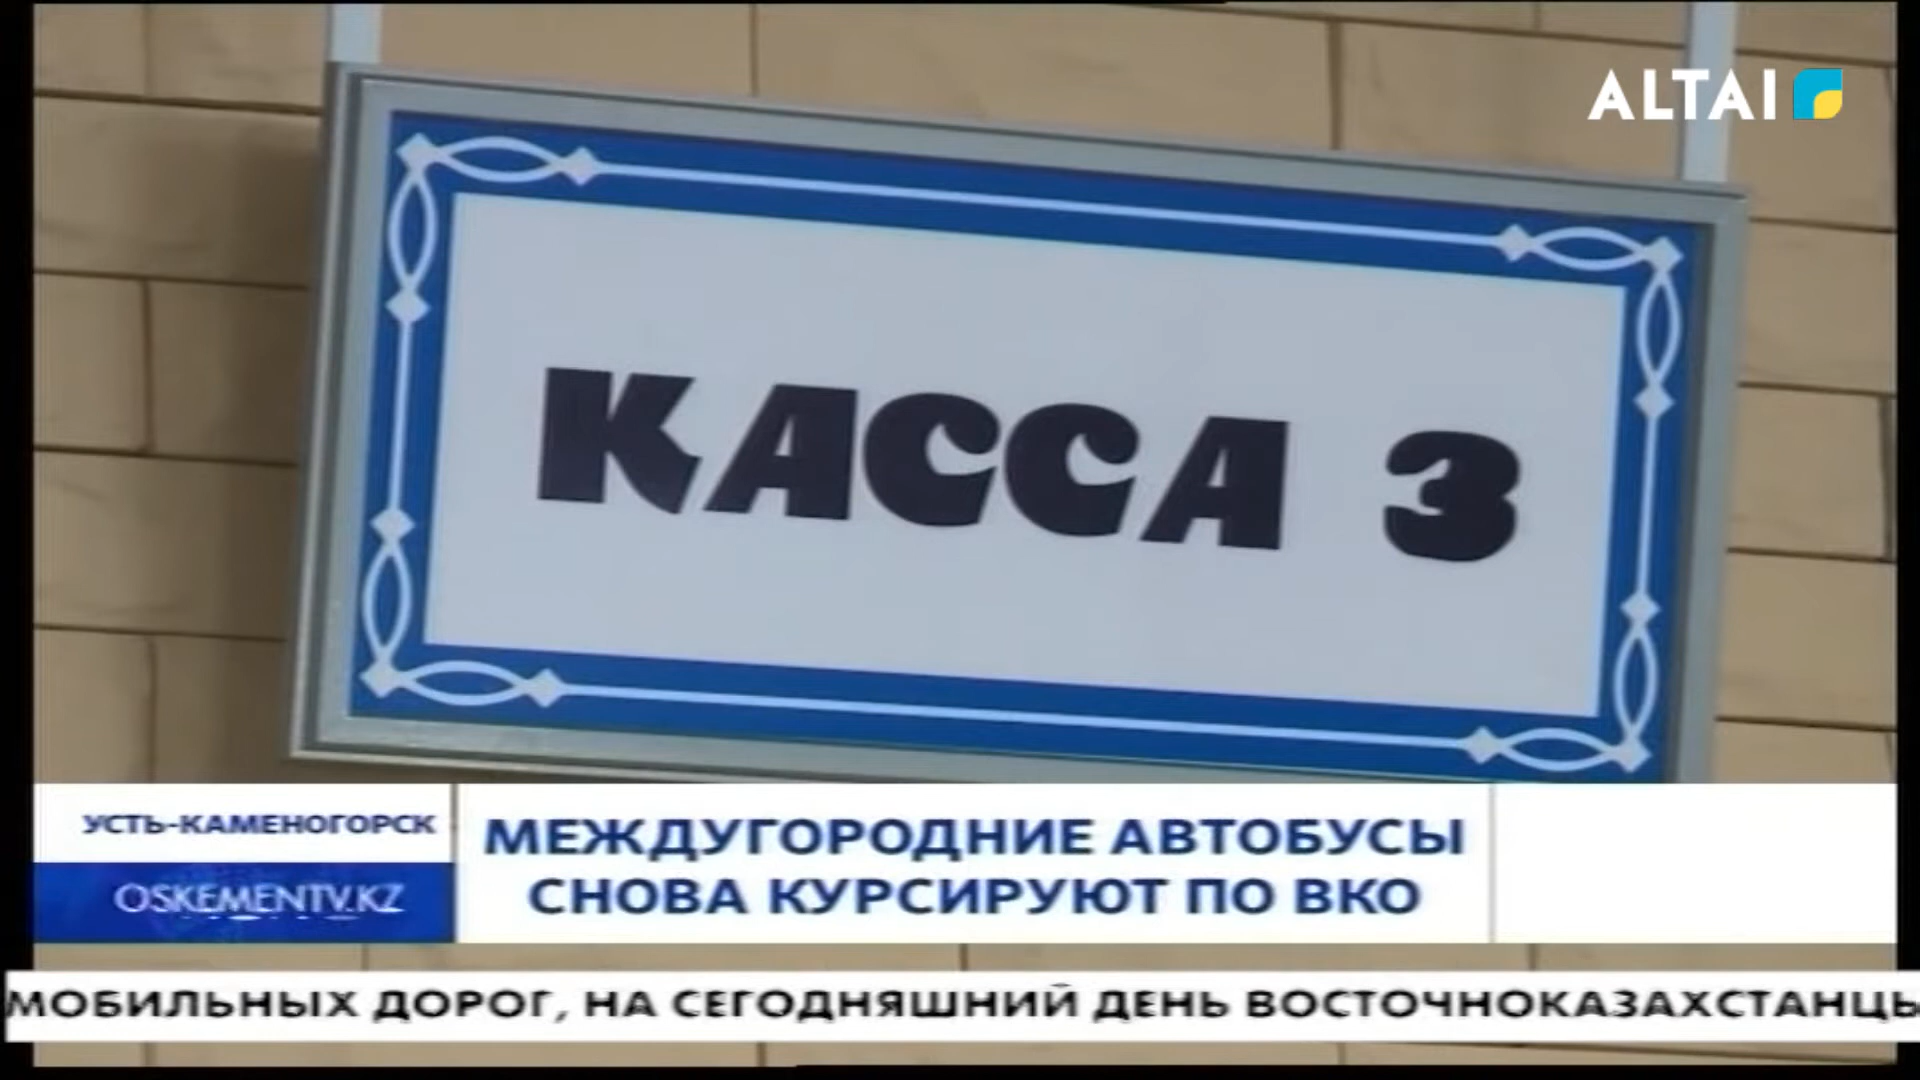 ALTAI
КАССА 3
УСТЬ-КАМЕНОГОРСК
OSKEMENTV.KZ
МЕЖДУГОРОДНИЕ АВТОБУСЫ
СНОВА КУРСИРУЮТ ПО ВКО
МОБИЛЬНЫХ ДОРОГ, НА СЕГОДНЯШНИЙ ДЕНЬ ВОСТОЧНОКАЗАХСТАНЦЫ